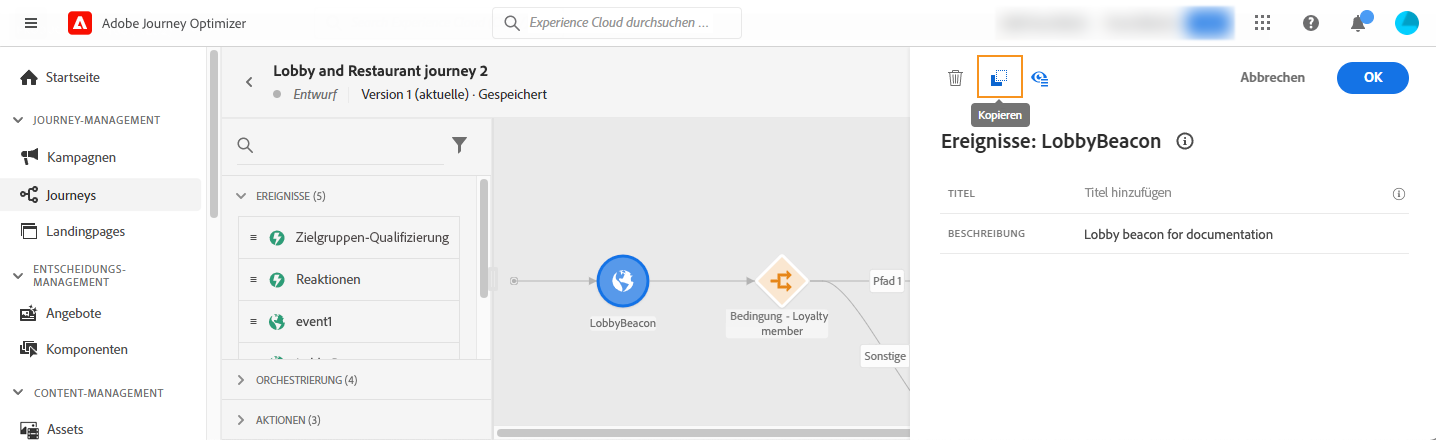 Adobe Journey Optimizer
Experience Cloud durchsuchen ...
Startseite
JOURNEY-MANAGEMENT
Kampagnen
Journeys
Landingpages
ENTSCHEIDUNGS-
MANAGEMENT
Angebote
Komponenten
CONTENT-MANAGEMENT
Assets
Lobby and Restaurant journey 2
Entwurf
Version 1 (aktuelle) · Gespeichert
EREIGNISSE (5)
Zielgruppen-Qualifizierung
Reaktionen
event1
ORCHESTRIERUNG (4)
AKTIONEN (3)
LobbyBeacon
Bedingung - Loyalty
member
Pfad 1
Sonstige
Kopieren
Abbrechen
OK
Ereignisse: LobbyBeacon
TITEL
Titel hinzufügen
BESCHREIBUNG
Lobby beacon for documentation